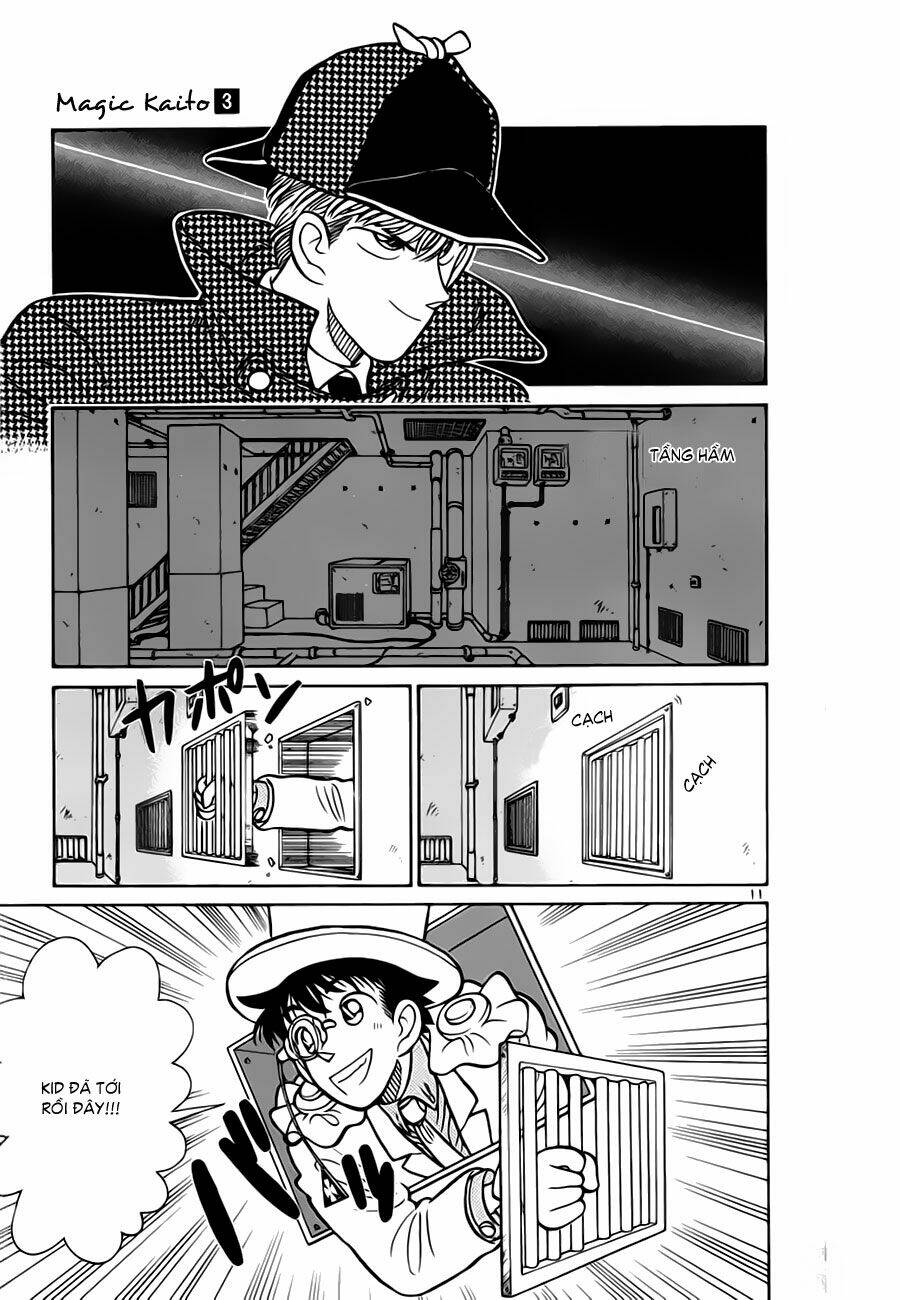 Magic Kaito 3
TẦNG HẦM
CẠCH
CẠCH
カポン
11
KID ĐÃ TỚI
RỒI ĐÂY!!!
バッ